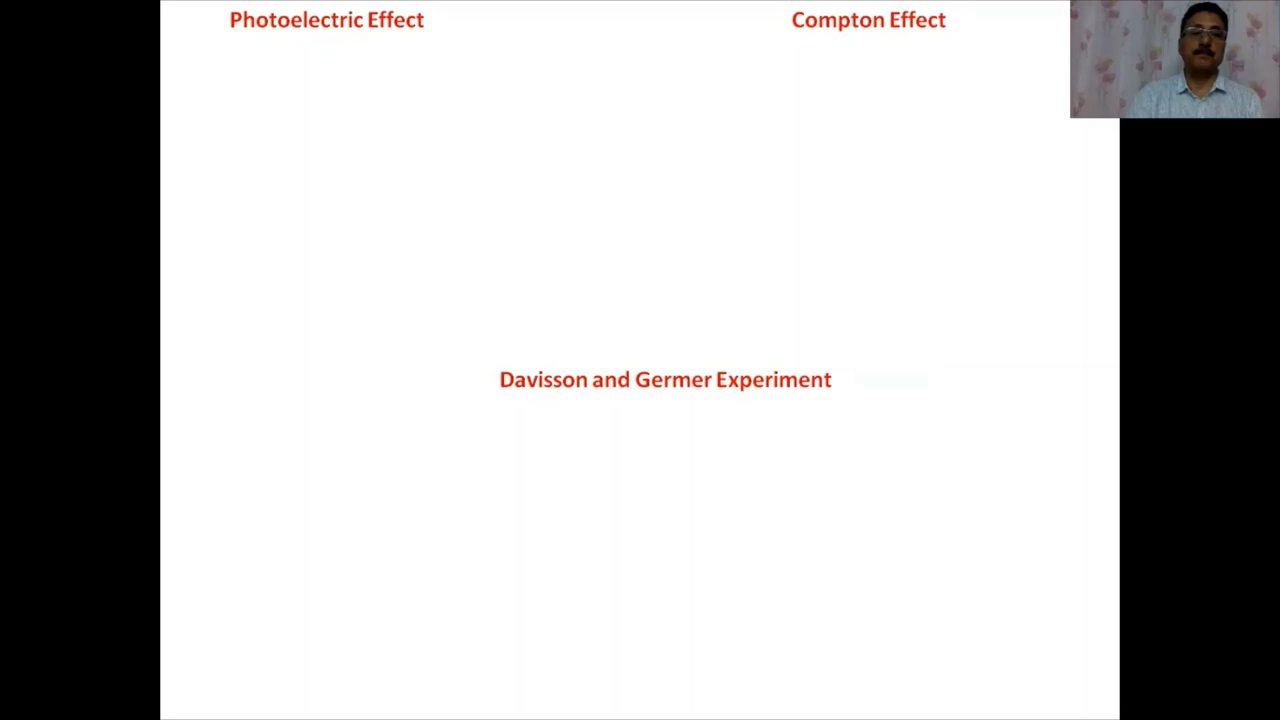 Photoelectric Effect
Compton Effect
Davisson and Germer Experiment